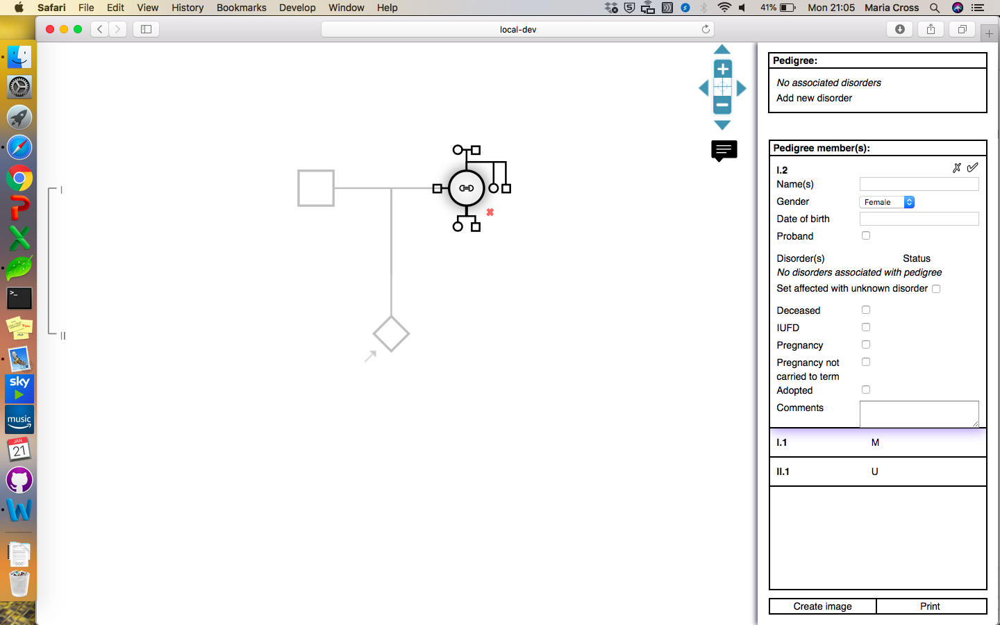 Safari File Edit View History Bookmarks Develop Window Help 41% Mon 21:05 Maria Cross
local-dev
Pedigree:
No associated disorders
Add new disorder
Pedigree member(s):
I.2
Name(s)
Gender Female
Date of birth
Proband
Disorder(s) Status
No disorders associated with pedigree
Set affected with unknown disorder
Deceased
IUFD
Pregnancy
Pregnancy not
carried to term
Adopted
Comments
I.1 M
II.1 U
Create image Print
I
II
sky
music
JAN
21